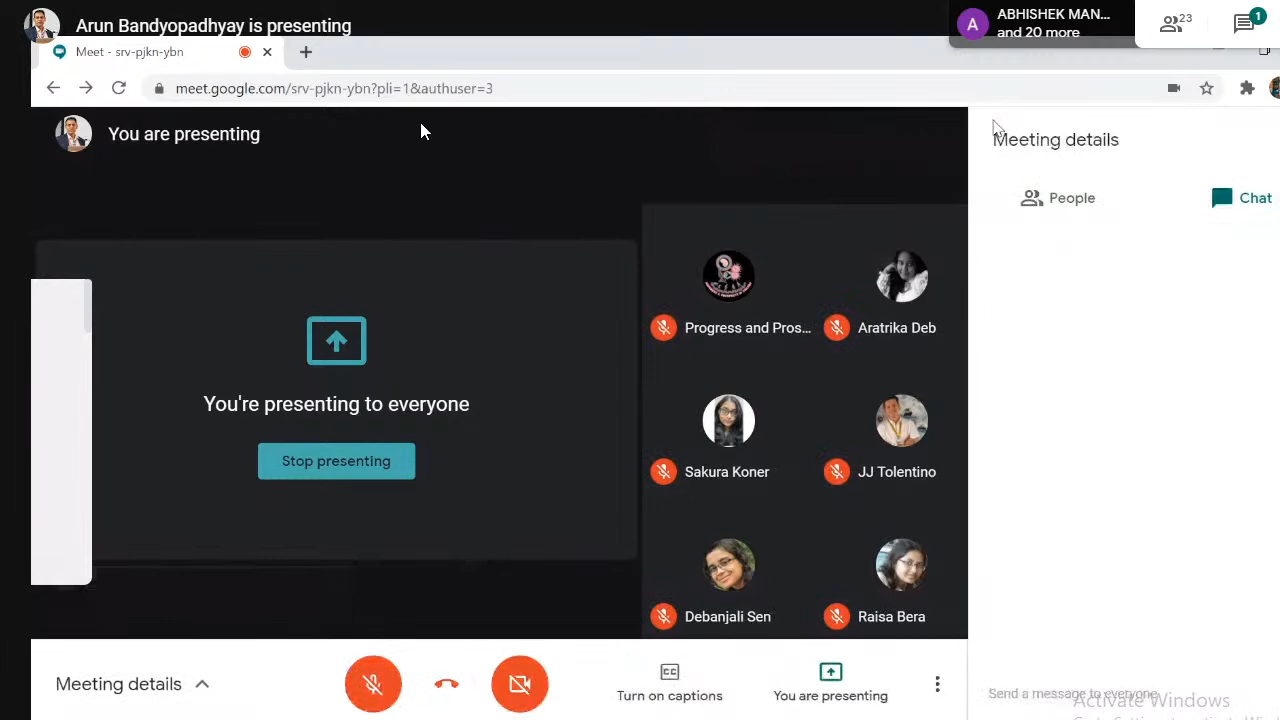 Arun Bandyopadhyay is presenting
A
ABHISHEK MAN...
and 20 more
23
1
Meet - srv-pjkn-ybn
meet.google.com/srv-pjkn-ybn?pli=1&authuser=3
You are presenting
Meeting details
People
Chat
You're presenting to everyone
Stop presenting
Progress and Pros...
Aratrika Deb
Sakura Koner
JJ Tolentino
Debanjali Sen
Raisa Bera
Meeting details
CC
Turn on captions
You are presenting
Send a message to everyone
Activate Windows